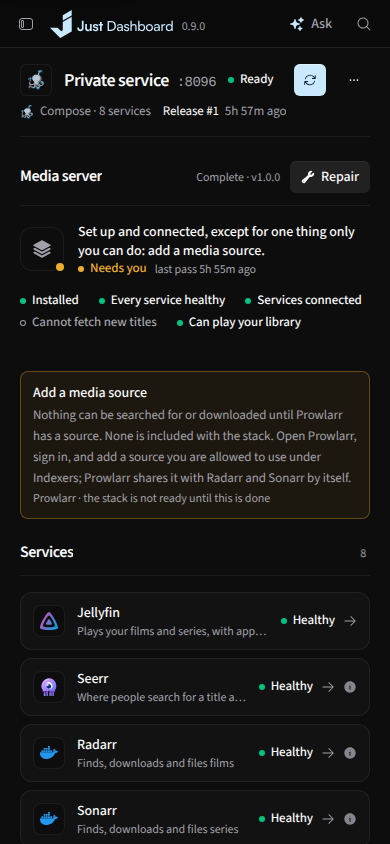 Just Dashboard 0.9.0 Ask
Private service :8096 Ready
Compose · 8 services Release #1 5h 57m ago
Media server Complete · v1.0.0 Repair
Set up and connected, except for one thing only
you can do: add a media source.
Needs you last pass 5h 55m ago
Installed Every service healthy Services connected
Cannot fetch new titles Can play your library
Add a media source
Nothing can be searched for or downloaded until Prowlarr
has a source. None is included with the stack. Open Prowlarr,
sign in, and add a source you are allowed to use under
Indexers; Prowlarr shares it with Radarr and Sonarr by itself.
Prowlarr · the stack is not ready until this is done
Services 8
Jellyfin
Plays your films and series, with app… Healthy
Seerr
Where people search for a title a… Healthy
Radarr
Finds, downloads and files films Healthy
Sonarr
Finds, downloads and files series Healthy